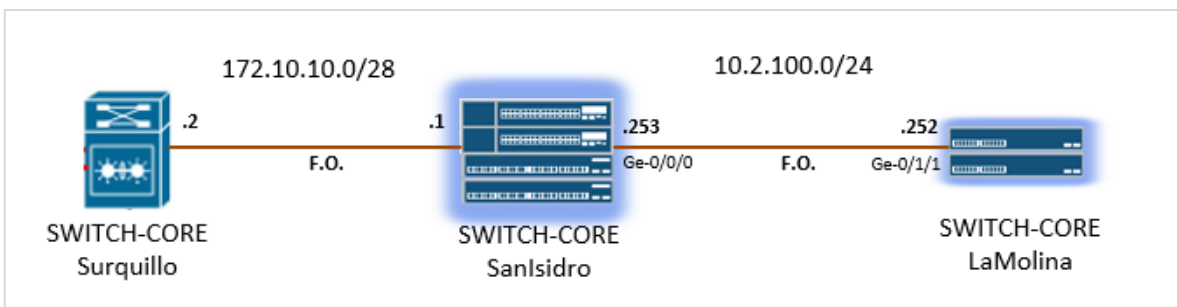 172.10.10.0/28
10.2.100.0/24
.2
.1
.253
.252
F.O.
Ge-0/0/0
F.O.
Ge-0/1/1
SWITCH-CORE
Surquillo
SWITCH-CORE
SanIsidro
SWITCH-CORE
LaMolina